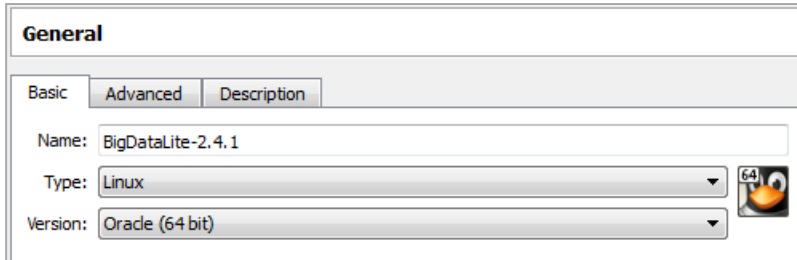 General
Basic Advanced Description
Name: BigDataLite-2.4.1
Type: Linux
64
Version: Oracle (64 bit)